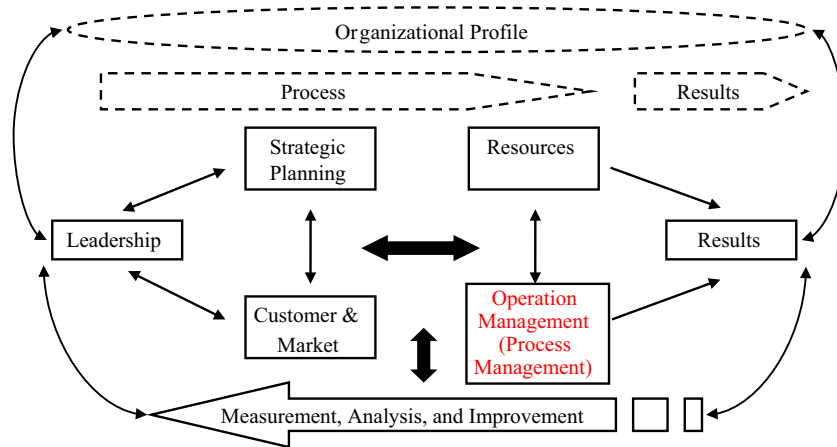 Organizational Profile
Process
Results
Strategic
Planning
Resources
Leadership
Results
Customer &
Market
Operation
Management
(Process
Management)
Measurement, Analysis, and Improvement